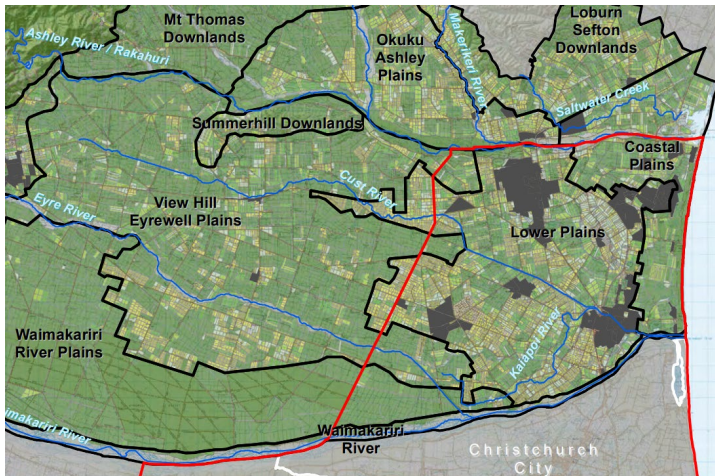 Mt Thomas
Downlands
Loburn
Sefton
Downlands
Okuku
Ashley
Plains
Ashley River / Rakahuri
Makerikeri River
Saltwater Creek
Summerhill Downlands
Coastal
Plains
Cust River
View Hill
Eyrewell Plains
Eyre River
Lower Plains
Waimakariri
River Plains
Kaiapoi River
imakariri River
Waimakariri
River
Christchurch
City